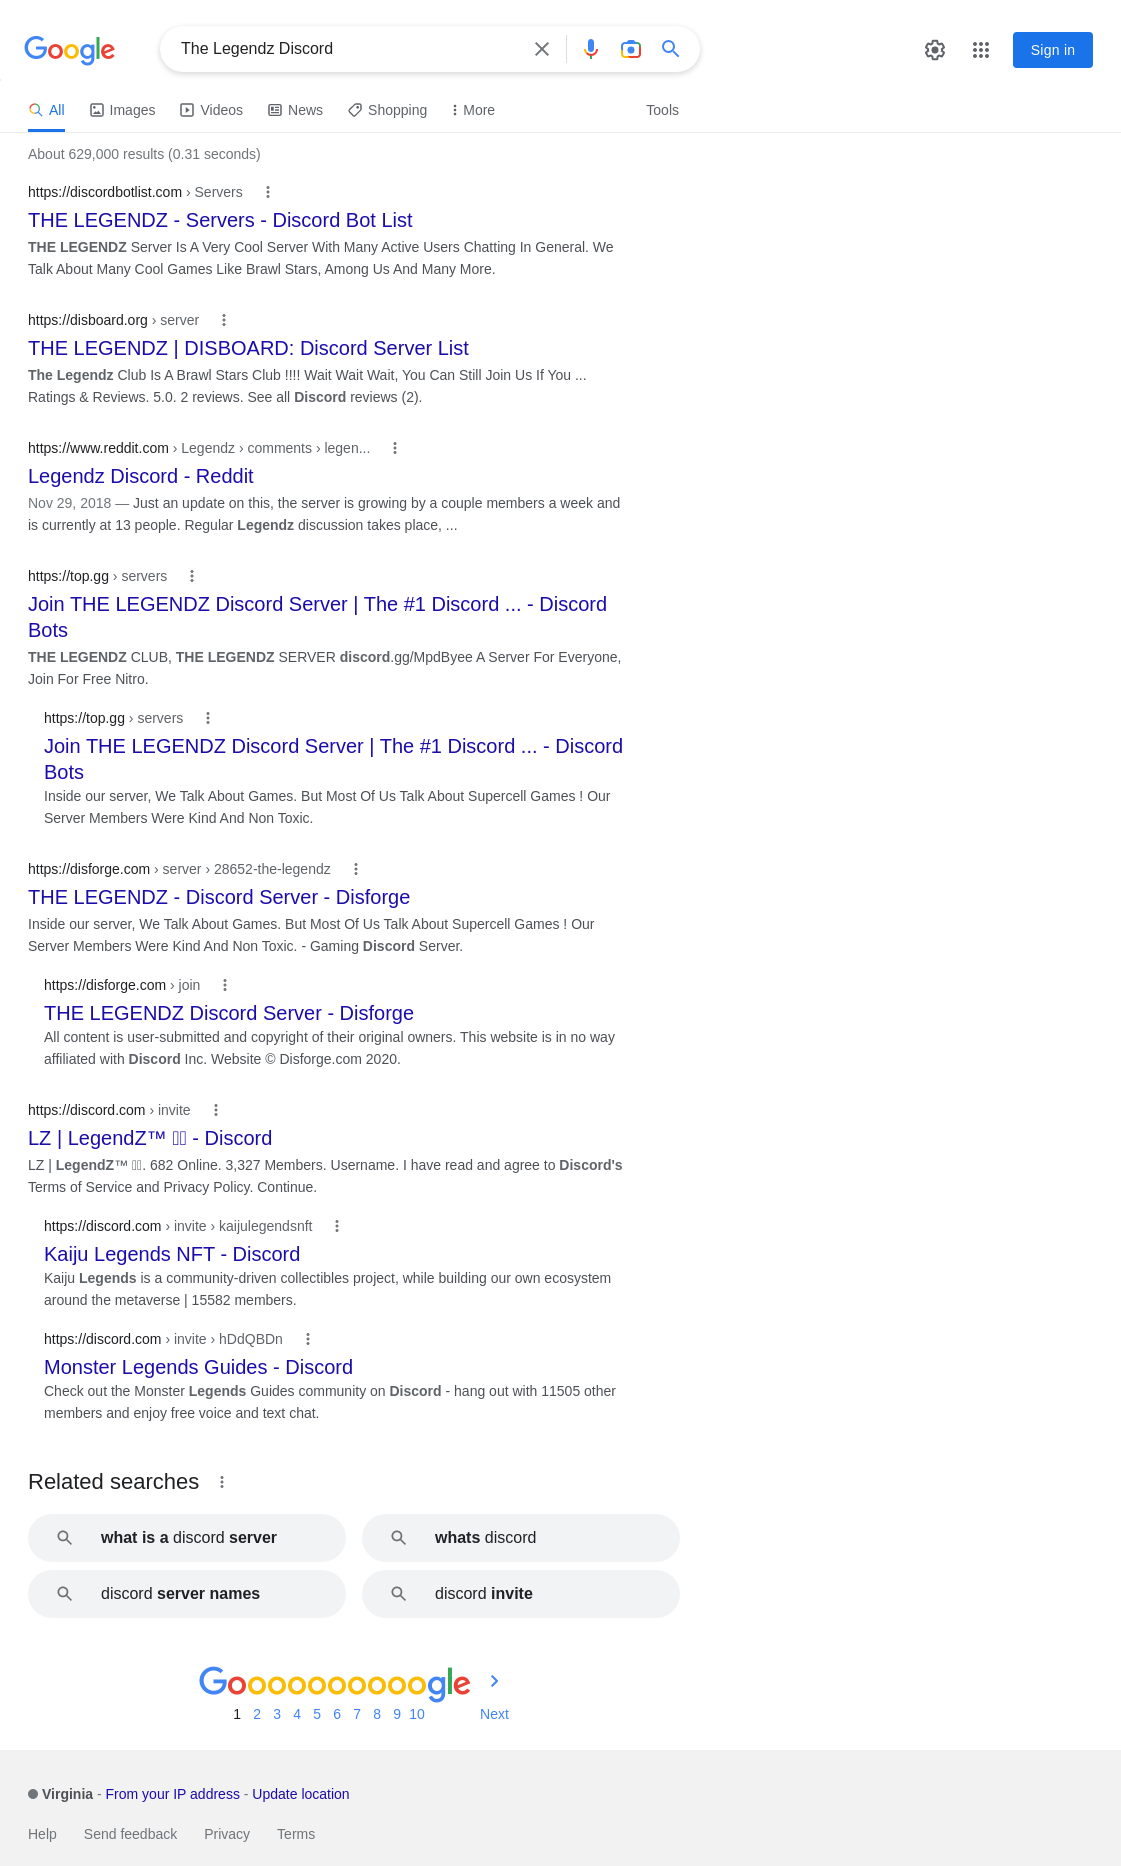 Google
The Legendz Discord
Sign in
All Images Videos News Shopping More Tools
About 629,000 results (0.31 seconds)
https://discordbotlist.com › Servers
THE LEGENDZ - Servers - Discord Bot List
THE LEGENDZ Server Is A Very Cool Server With Many Active Users Chatting In General. We
Talk About Many Cool Games Like Brawl Stars, Among Us And Many More.
https://disboard.org › server
THE LEGENDZ | DISBOARD: Discord Server List
The Legendz Club Is A Brawl Stars Club !!!! Wait Wait Wait, You Can Still Join Us If You ...
Ratings & Reviews. 5.0. 2 reviews. See all Discord reviews (2).
https://www.reddit.com › Legendz › comments › legen...
Legendz Discord - Reddit
Nov 29, 2018 — Just an update on this, the server is growing by a couple members a week and
is currently at 13 people. Regular Legendz discussion takes place, ...
https://top.gg › servers
Join THE LEGENDZ Discord Server | The #1 Discord ... - Discord
Bots
THE LEGENDZ CLUB, THE LEGENDZ SERVER discord.gg/MpdByee A Server For Everyone,
Join For Free Nitro.
https://top.gg › servers
Join THE LEGENDZ Discord Server | The #1 Discord ... - Discord
Bots
Inside our server, We Talk About Games. But Most Of Us Talk About Supercell Games ! Our
Server Members Were Kind And Non Toxic.
https://disforge.com › server › 28652-the-legendz
THE LEGENDZ - Discord Server - Disforge
Inside our server, We Talk About Games. But Most Of Us Talk About Supercell Games ! Our
Server Members Were Kind And Non Toxic. - Gaming Discord Server.
https://disforge.com › join
THE LEGENDZ Discord Server - Disforge
All content is user-submitted and copyright of their original owners. This website is in no way
affiliated with Discord Inc. Website © Disforge.com 2020.
https://discord.com › invite
LZ | LegendZ™ - Discord
LZ | LegendZ™ . 682 Online. 3,327 Members. Username. I have read and agree to Discord's
Terms of Service and Privacy Policy. Continue.
https://discord.com › invite › kaijulegendsnft
Kaiju Legends NFT - Discord
Kaiju Legends is a community-driven collectibles project, while building our own ecosystem
around the metaverse | 15582 members.
https://discord.com › invite › hDdQBDn
Monster Legends Guides - Discord
Check out the Monster Legends Guides community on Discord - hang out with 11505 other
members and enjoy free voice and text chat.
Related searches
what is a discord server
whats discord
discord server names
discord invite
Goooooooooogle
1 2 3 4 5 6 7 8 9 10 Next
Virginia - From your IP address - Update location
Help Send feedback Privacy Terms